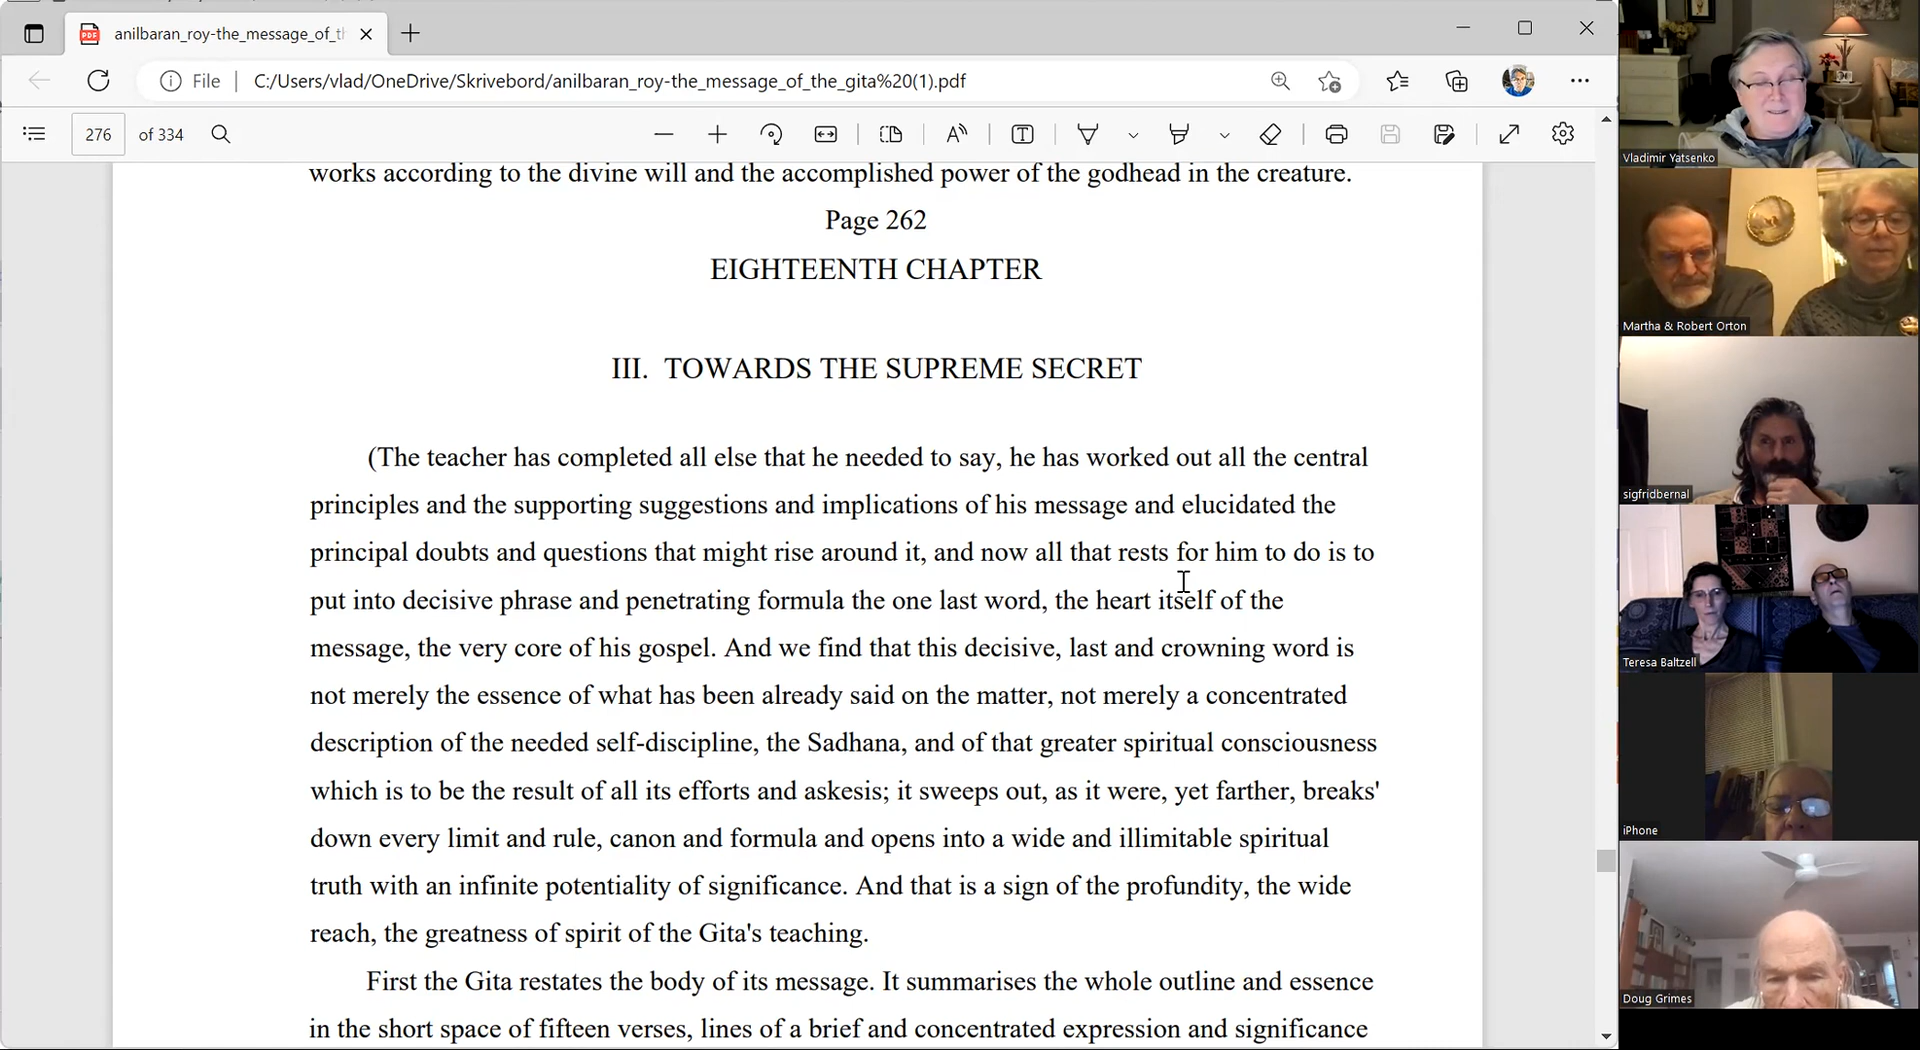 anilbaran_roy-the_message_of_th
File
C:/Users/vlad/OneDrive/Skrivebord/anilbaran_roy-the_message_of_the_gita%20(1).pdf
276 of 334
works according to the divine will and the accomplished power of the godhead in the creature.
Page 262
EIGHTEENTH CHAPTER
III. TOWARDS THE SUPREME SECRET
(The teacher has completed all else that he needed to say, he has worked out all the central
principles and the supporting suggestions and implications of his message and elucidated the
principal doubts and questions that might rise around it, and now all that rests for him to do is to
put into decisive phrase and penetrating formula the one last word, the heart itself of the
message, the very core of his gospel. And we find that this decisive, last and crowning word is
not merely the essence of what has been already said on the matter, not merely a concentrated
description of the needed self-discipline, the Sadhana, and of that greater spiritual consciousness
which is to be the result of all its efforts and askesis; it sweeps out, as it were, yet farther, breaks'
down every limit and rule, canon and formula and opens into a wide and illimitable spiritual
truth with an infinite potentiality of significance. And that is a sign of the profundity, the wide
reach, the greatness of spirit of the Gita's teaching.
First the Gita restates the body of its message. It summarises the whole outline and essence
in the short space of fifteen verses, lines of a brief and concentrated expression and significance
Vladimir Yatsenko
Martha & Robert Orton
sigfridbernal
Teresa Baltzell
iPhone
Doug Grimes